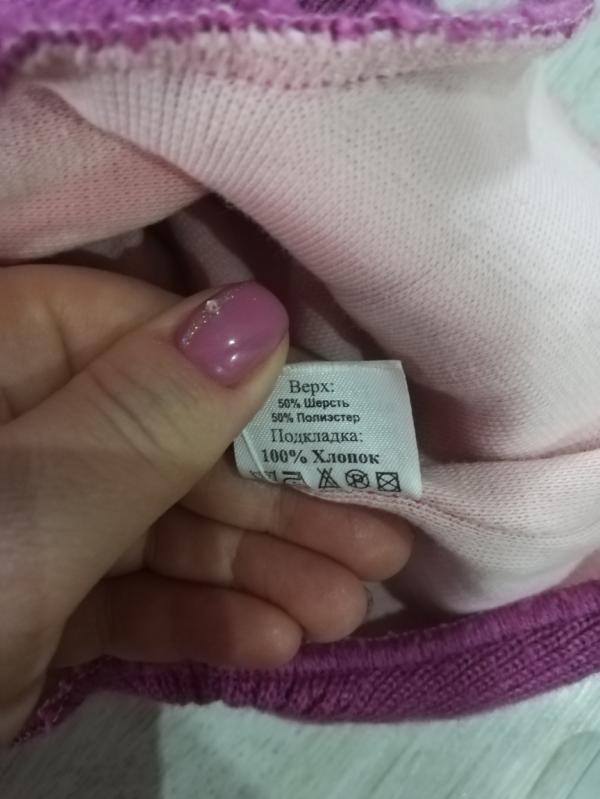 Верх:
50% Шерсть
50% Полиэстер
Подкладка:
100% Хлопок